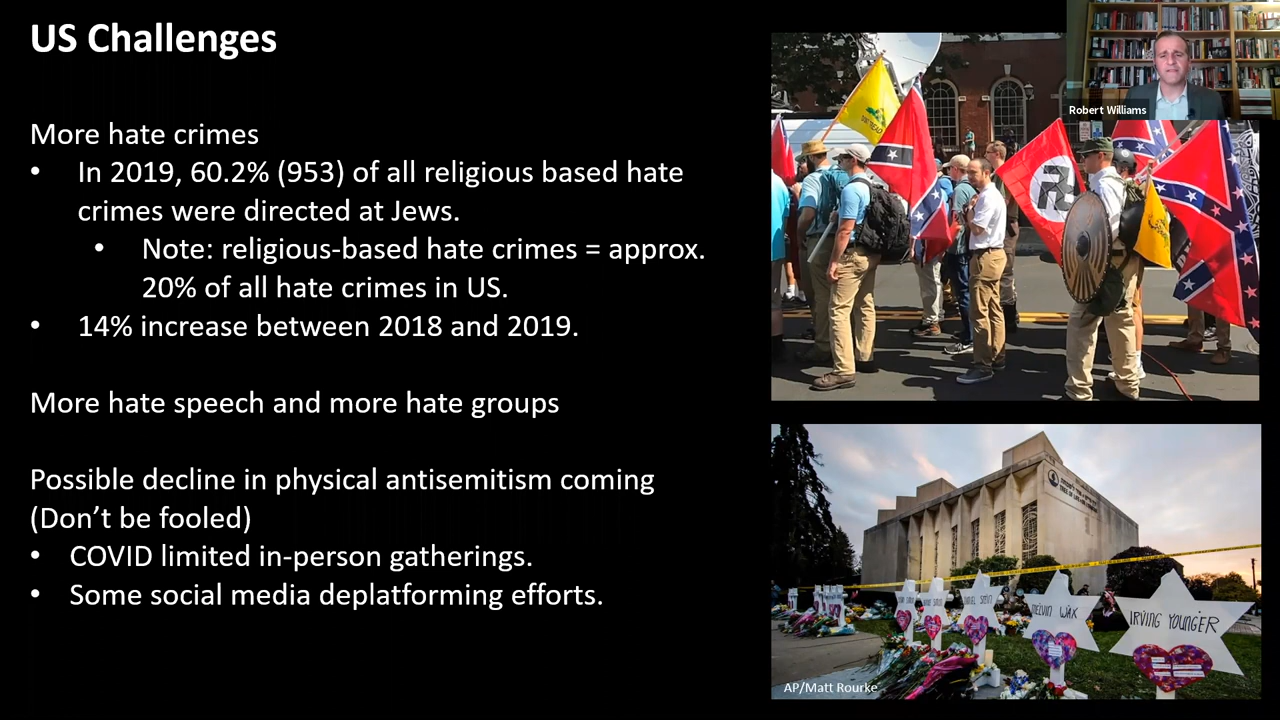 US Challenges
Robert Williams
More hate crimes
• In 2019, 60.2% (953) of all religious based hate
crimes were directed at Jews.
• Note: religious-based hate crimes = approx.
20% of all hate crimes in US.
• 14% increase between 2018 and 2019.
More hate speech and more hate groups
Possible decline in physical antisemitism coming
(Don’t be fooled)
• COVID limited in-person gatherings.
• Some social media deplatforming efforts.
TREE OF LIFE
MELVIN WAX
IRVING YOUNGER
AP/Matt Rourke